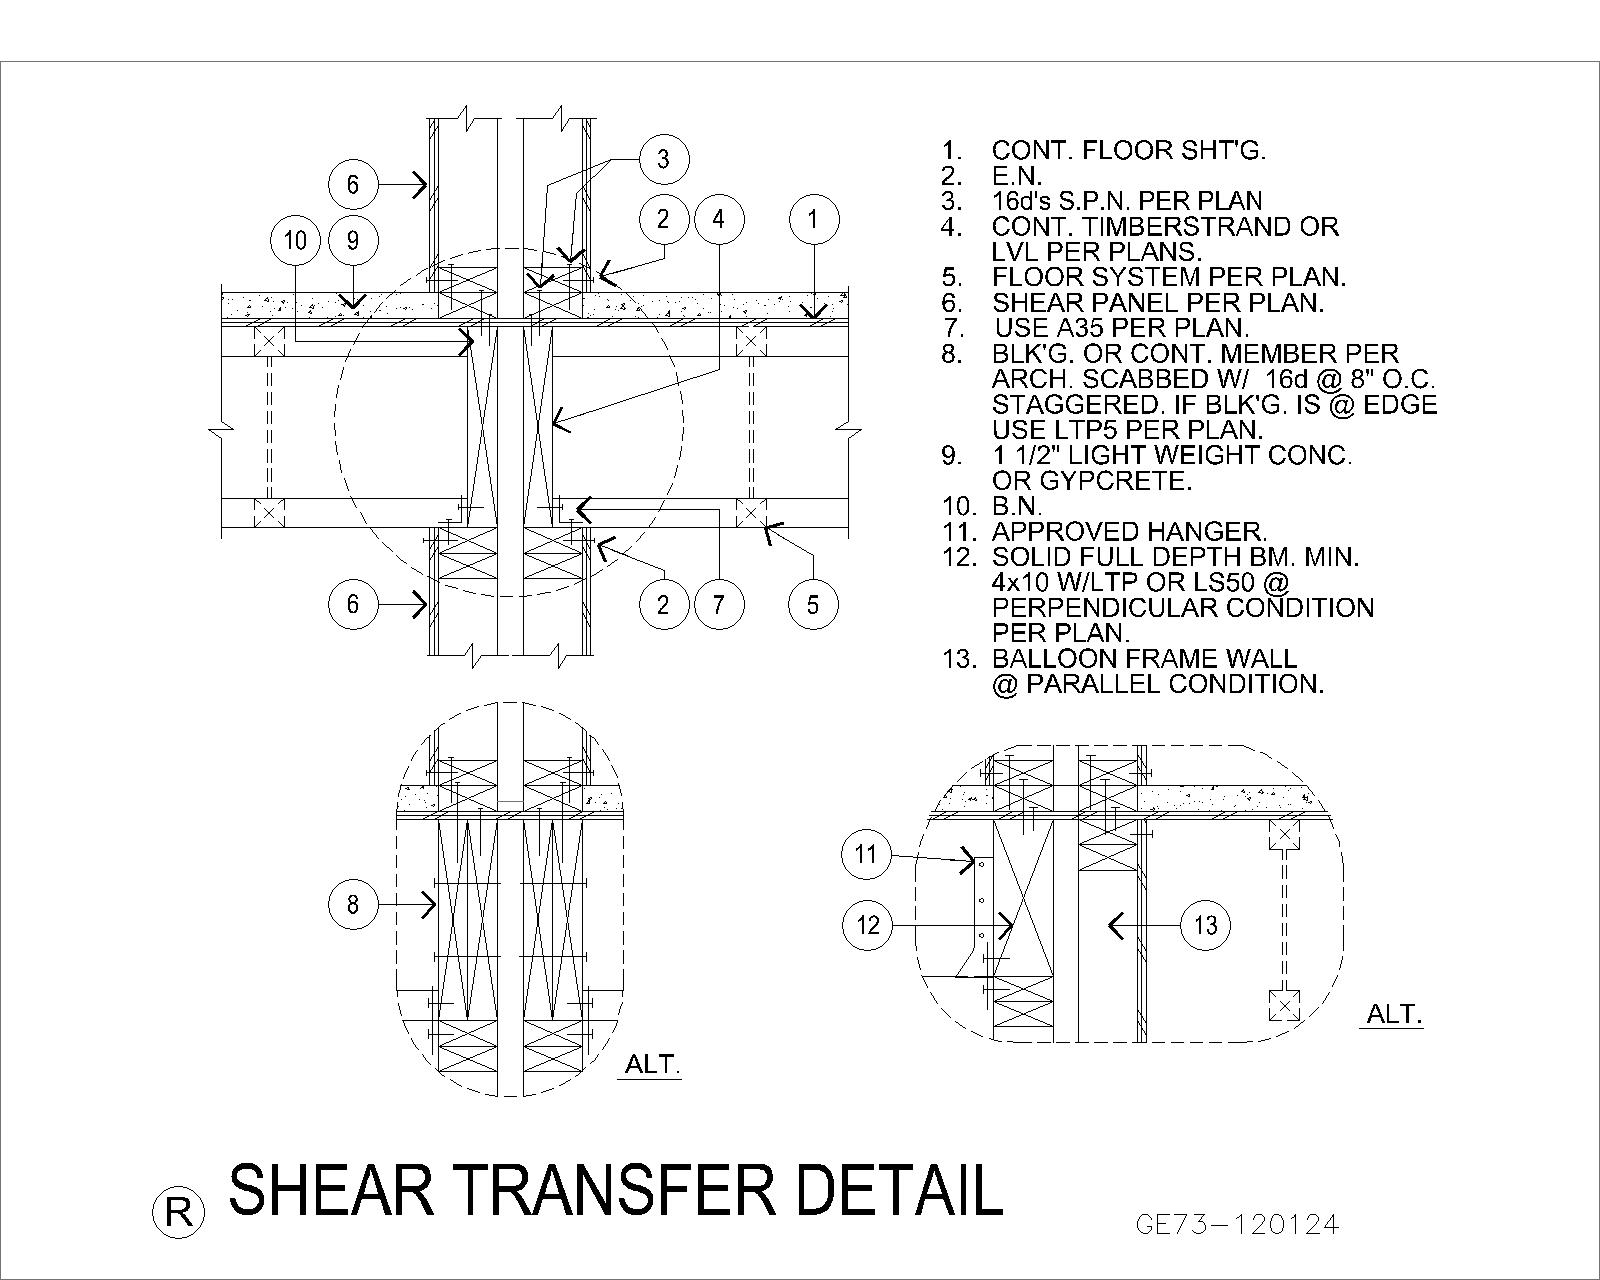 3
6
2
4
1
10
9
1. CONT. FLOOR SHT'G.
2. E.N.
3. 16d's S.P.N. PER PLAN
4. CONT. TIMBERSTRAND OR
LVL PER PLANS.
5. FLOOR SYSTEM PER PLAN.
6. SHEAR PANEL PER PLAN.
7. USE A35 PER PLAN.
8. BLK'G. OR CONT. MEMBER PER
ARCH. SCABBED W/ 16d @ 8" O.C.
STAGGERED. IF BLK'G. IS @ EDGE
USE LTP5 PER PLAN.
9. 1 1/2" LIGHT WEIGHT CONC.
OR GYPCRETE.
10. B.N.
11. APPROVED HANGER.
12. SOLID FULL DEPTH BM. MIN.
4x10 W/LTP OR LS50 @
PERPENDICULAR CONDITION
PER PLAN.
13. BALLOON FRAME WALL
@ PARALLEL CONDITION.
6
2
7
5
8
ALT.
11
12
13
ALT.
R SHEAR TRANSFER DETAIL
GE73-120124